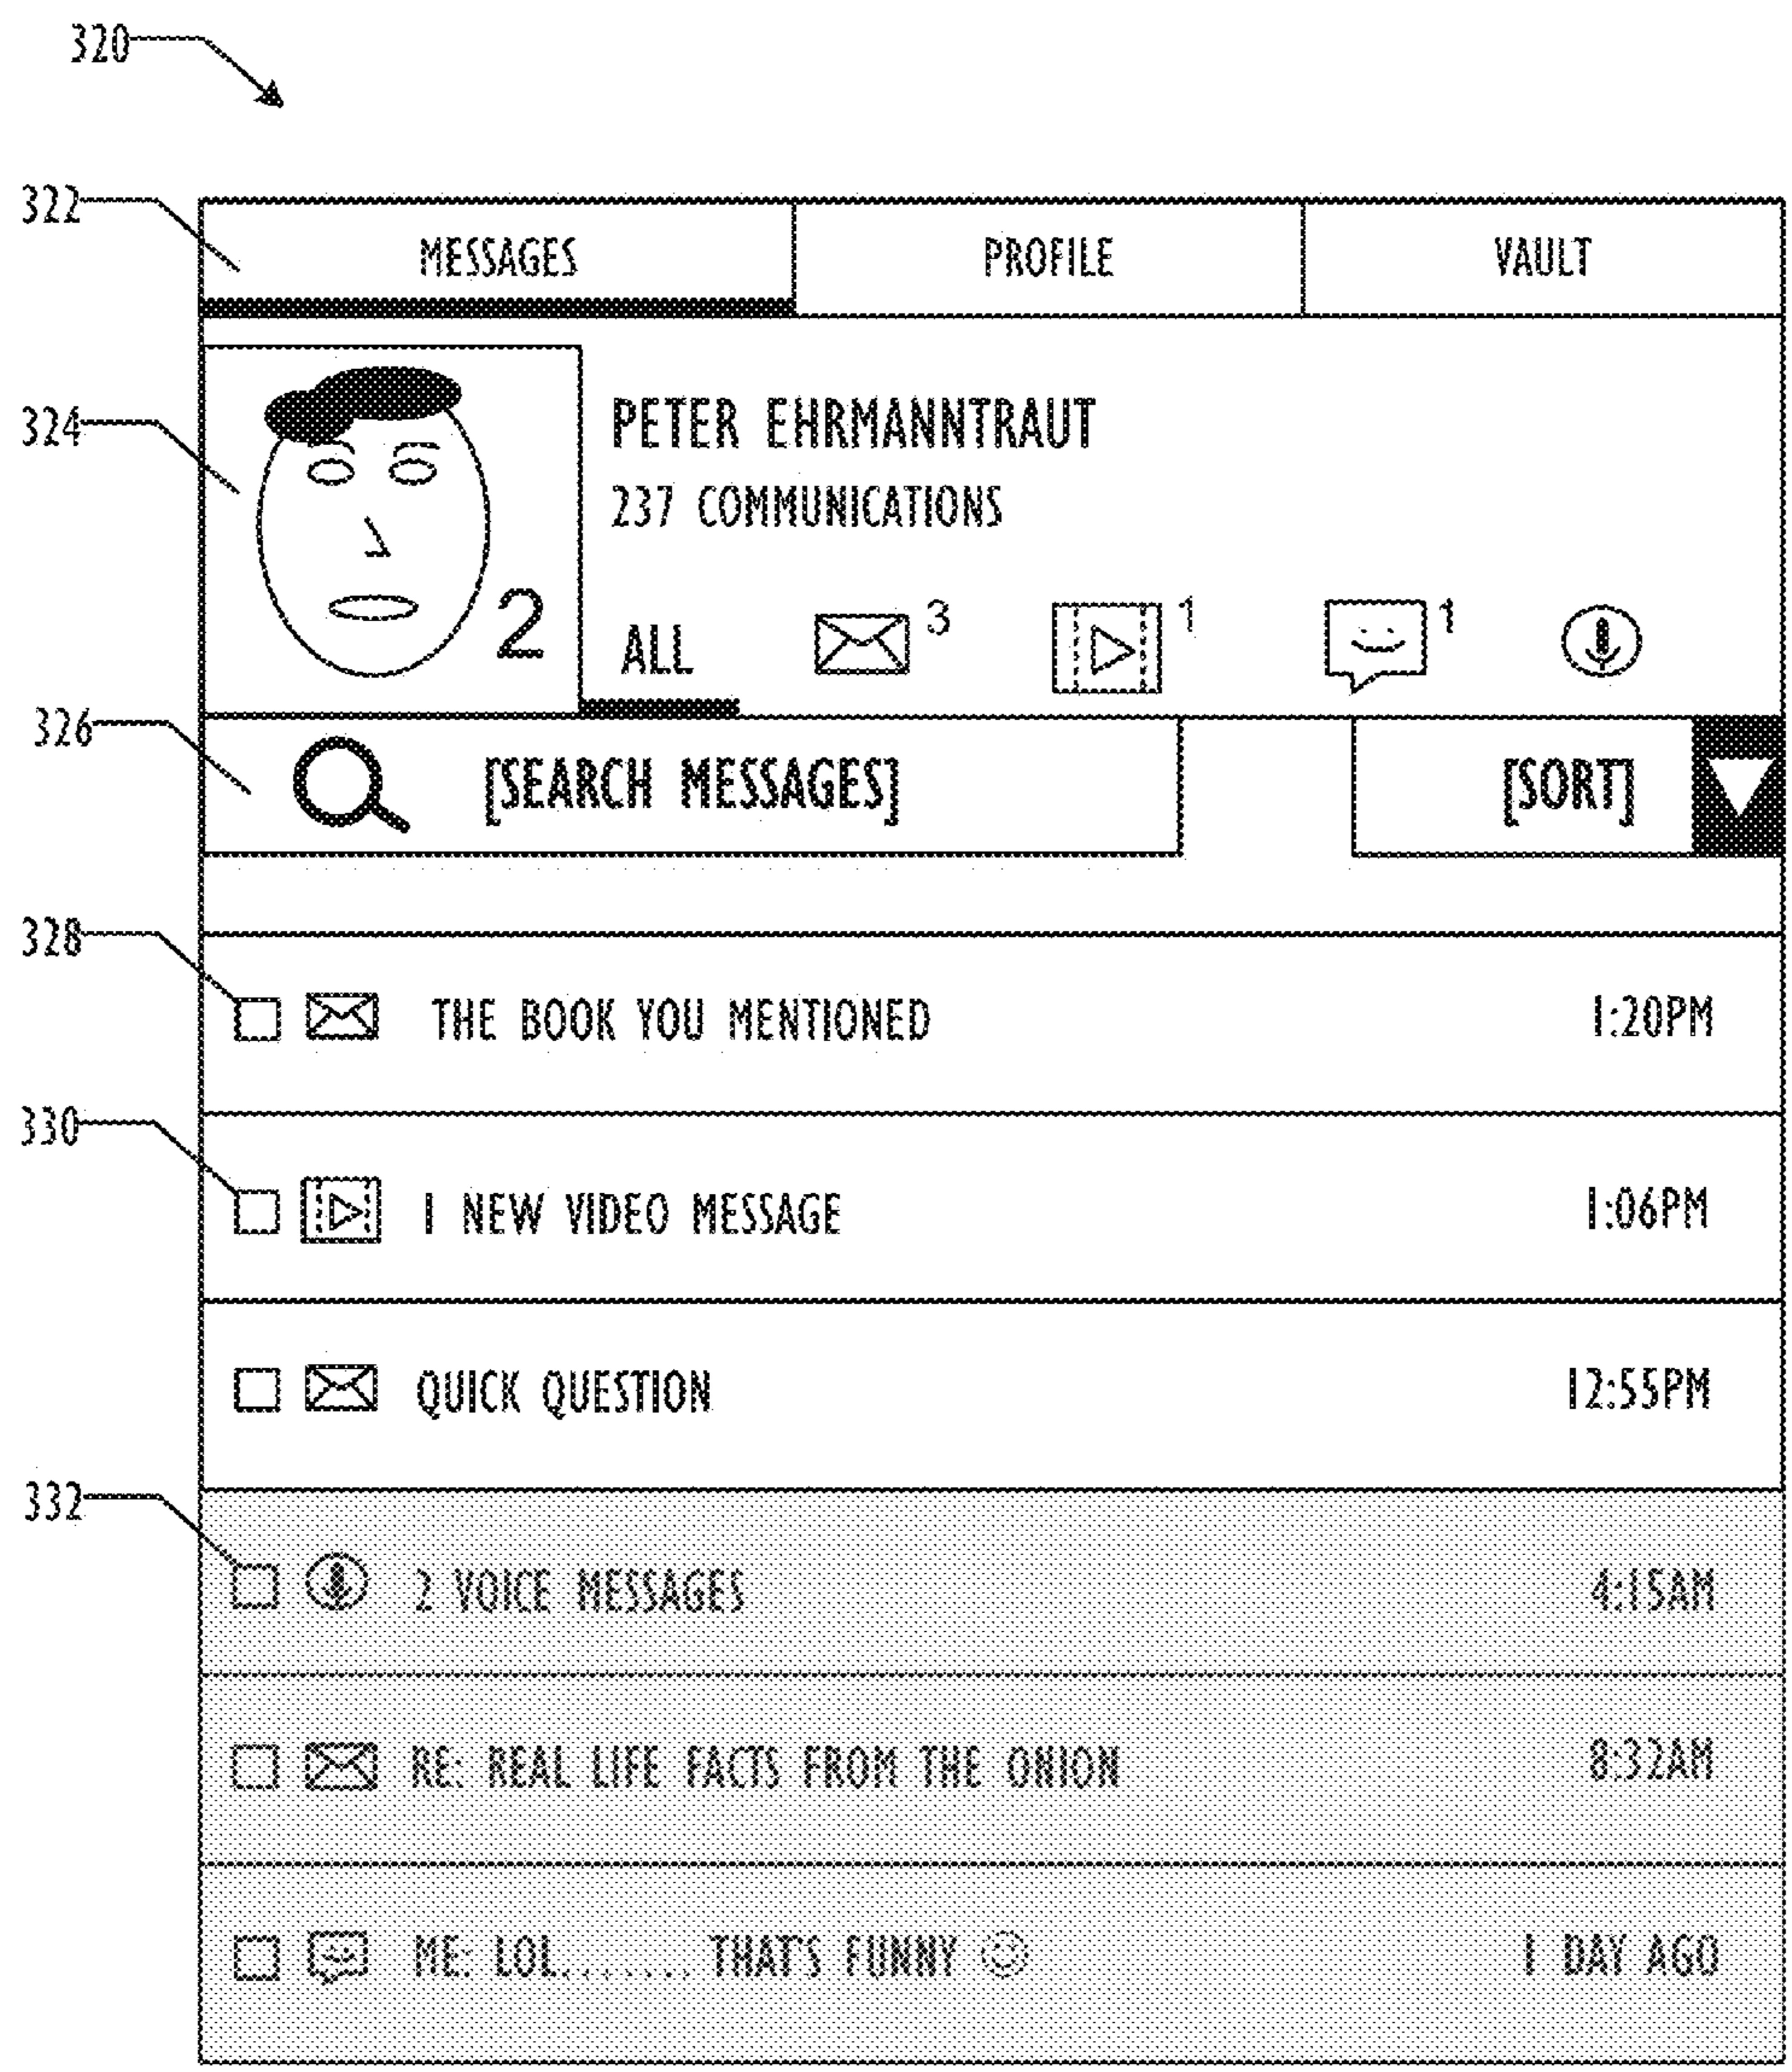 320
322
MESSAGES PROFILE VAULT
324
PETER EHRMANNTRAUT
237 COMMUNICATIONS
2
ALL 3 1 1
326
[SEARCH MESSAGES] [SORT]
328
THE BOOK YOU MENTIONED 1:20PM
330
1 NEW VIDEO MESSAGE 1:06PM
QUICK QUESTION 12:55PM
332
2 VOICE MESSAGES 4:15AM
RE: REAL LIFE FACTS FROM THE ONION 8:32AM
ME: LOL....... THAT'S FUNNY ☺ 1 DAY AGO